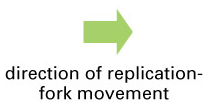 direction of replication-
fork movement